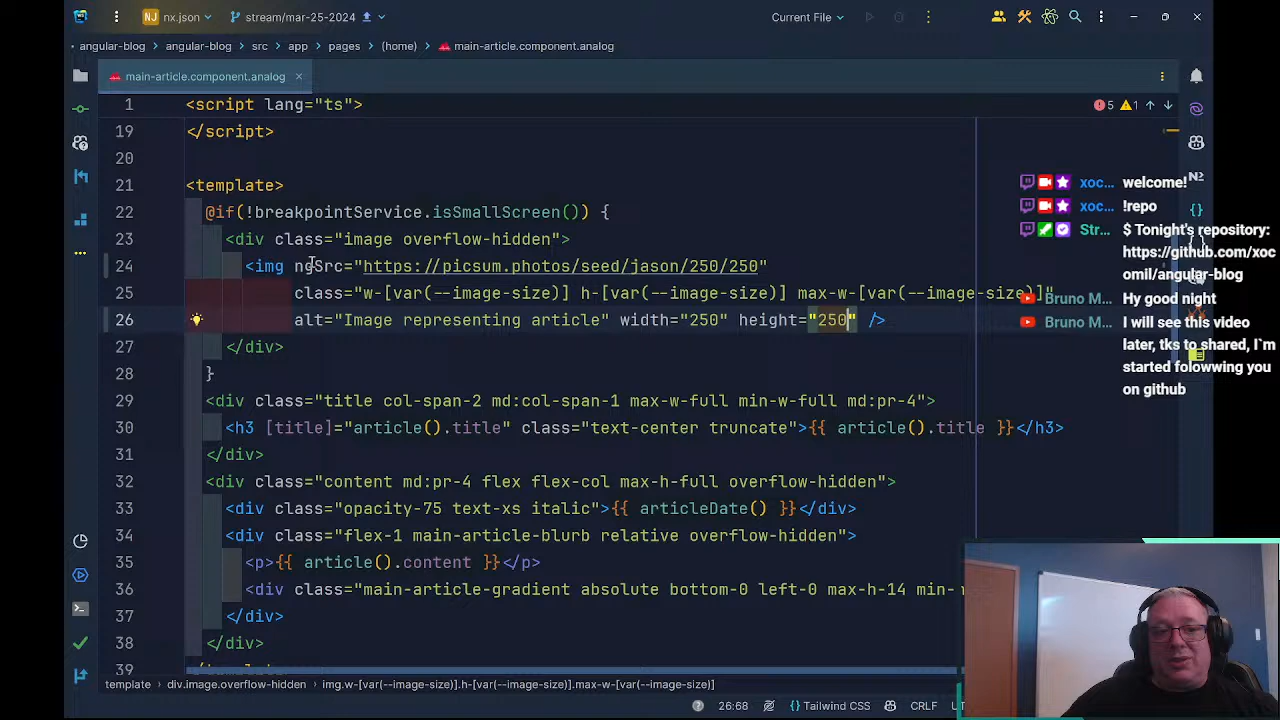 NJ nx.json stream/mar-25-2024 Current File
angular-blog angular-blog src app pages (home) main-article.component.analog
main-article.component.analog
1 <script lang="ts"> 5 1
19 </script>
20
21 <template>
22 @if(!breakpointService.isSmallScreen()) {
23 <div class="image overflow-hidden">
24 <img ngSrc="https://picsum.photos/seed/jason/250/250"
25 class="w-[var(--image-size)] h-[var(--image-size)] max-w-[var(--image-size)]"
26 alt="Image representing article" width="250" height="250" />
27 </div>
28 }
29 <div class="title col-span-2 md:col-span-1 max-w-full min-w-full md:pr-4">
30 <h3 [title]="article().title" class="text-center truncate">{{ article().title }}</h3>
31 </div>
32 <div class="content md:pr-4 flex flex-col max-h-full overflow-hidden">
33 <div class="opacity-75 text-xs italic">{{ articleDate() }}</div>
34 <div class="flex-1 main-article-blurb relative overflow-hidden">
35 <p>{{ article().content }}</p>
36 <div class="main-article-gradient absolute bottom-0 left-0 max-h-14 min-
37 </div>
38 </div>
39 </template>
xoc... welcome!
xoc... !repo
Str... $ Tonight's repository:
https://github.com/xoc
omil/angular-blog
Bruno M... Hy good night
Bruno M... I will see this video
later, tks to shared, I`m
started folowwing you
on github
template div.image.overflow-hidden img.w-[var(--image-size)].h-[var(--image-size)].max-w-[var(--image-size)]
26:68 Tailwind CSS CRLF